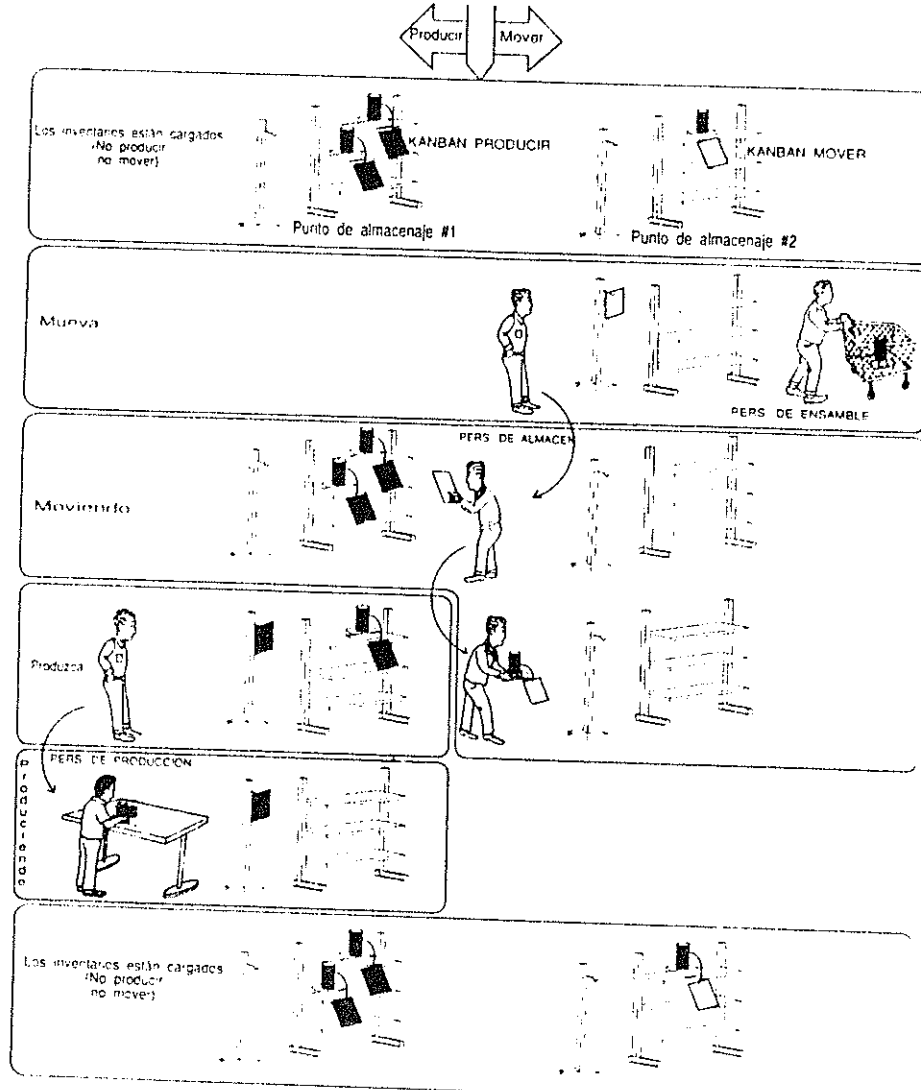 Producir
Mover
Los inventarios están cargados
(No producir
no mover)
KANBAN PRODUCIR
KANBAN MOVER
Punto de almacenaje #1
Punto de almacenaje #2
Mueva
PERS DE ENSAMBLE
PERS DE ALMACEN
Moviendo
Produzca
PERS DE PRODUCCION
Produciendo
Los inventarios están cargados
(No producir
no mover)